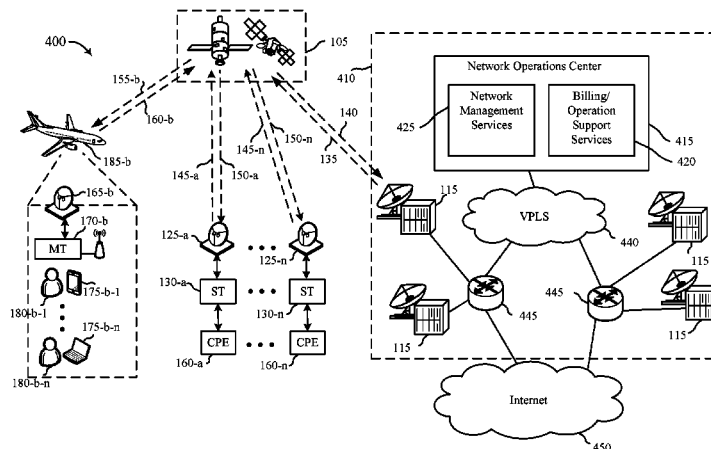 400
105
155-b
160-b
185-b
165-b
170-b
MT
175-b-1
180-b-1
175-b-n
180-b-n
145-a
150-a
145-n
150-n
125-a
125-n
130-a
ST
130-n
ST
CPE
CPE
160-a
160-n
140
135
410
Network Operations Center
Network
Management
Services
425
Billing/
Operation
Support
Services
415
420
115
115
115
115
VPLS
440
445
445
Internet
450